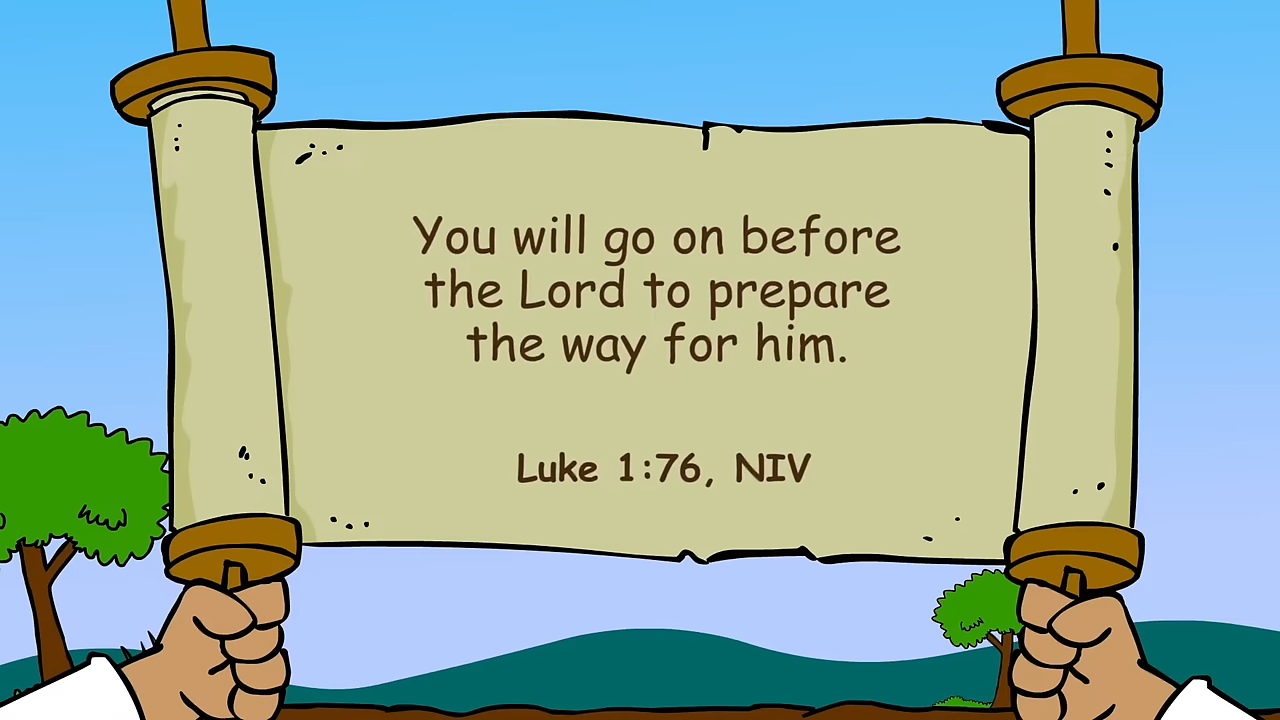 You will go on before
the Lord to prepare
the way for him.
Luke 1:76, NIV